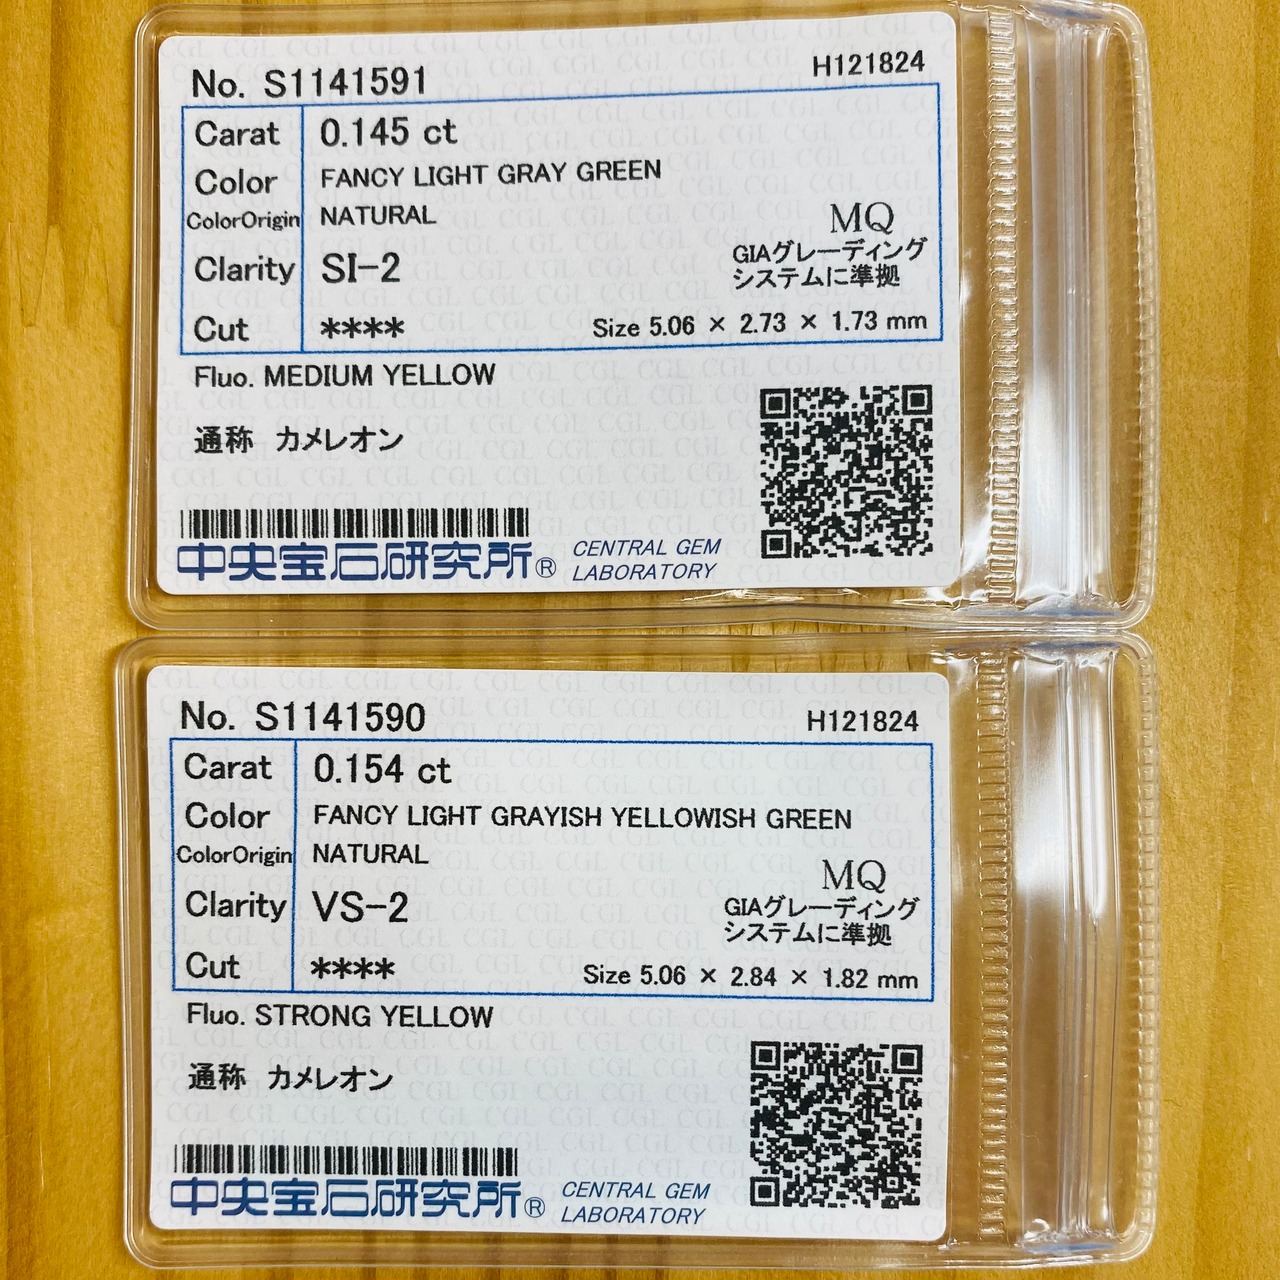 No. S1141591 H121824
Carat 0.145 ct
Color FANCY LIGHT GRAY GREEN
ColorOrigin NATURAL
MQ
GIAグレーディング
Clarity SI-2 システムに準拠
Cut **** Size 5.06 × 2.73 × 1.73 mm
Fluo. MEDIUM YELLOW
通称 カメレオン
中央宝石研究所® CENTRAL GEM
LABORATORY
No. S1141590 H121824
Carat 0.154 ct
Color FANCY LIGHT GRAYISH YELLOWISH GREEN
ColorOrigin NATURAL
MQ
GIAグレーディング
Clarity VS-2 システムに準拠
Cut **** Size 5.06 × 2.84 × 1.82 mm
Fluo. STRONG YELLOW
通称 カメレオン
中央宝石研究所® CENTRAL GEM
LABORATORY